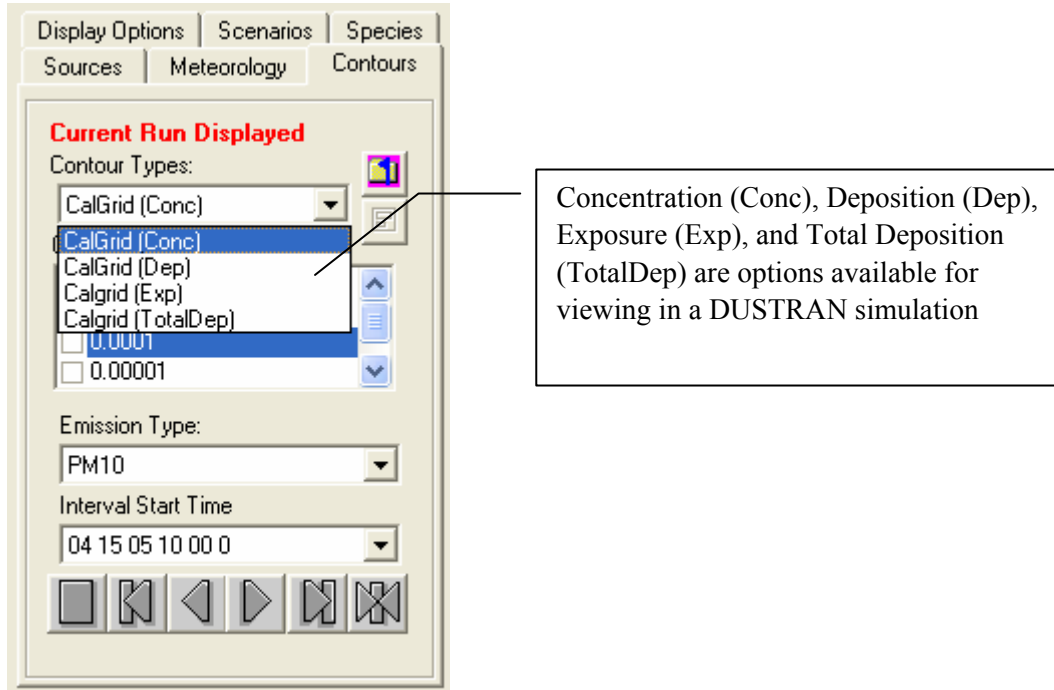 Display Options Scenarios Species
Sources Meteorology Contours
Current Run Displayed
Contour Types:
CalGrid (Conc)
CalGrid (Conc)
CalGrid (Dep)
Calgrid (Exp)
Calgrid (TotalDep)
0.0001
0.00001
Emission Type:
PM10
Interval Start Time
04 15 05 10 00 0
Concentration (Conc), Deposition (Dep),
Exposure (Exp), and Total Deposition
(TotalDep) are options available for
viewing in a DUSTRAN simulation